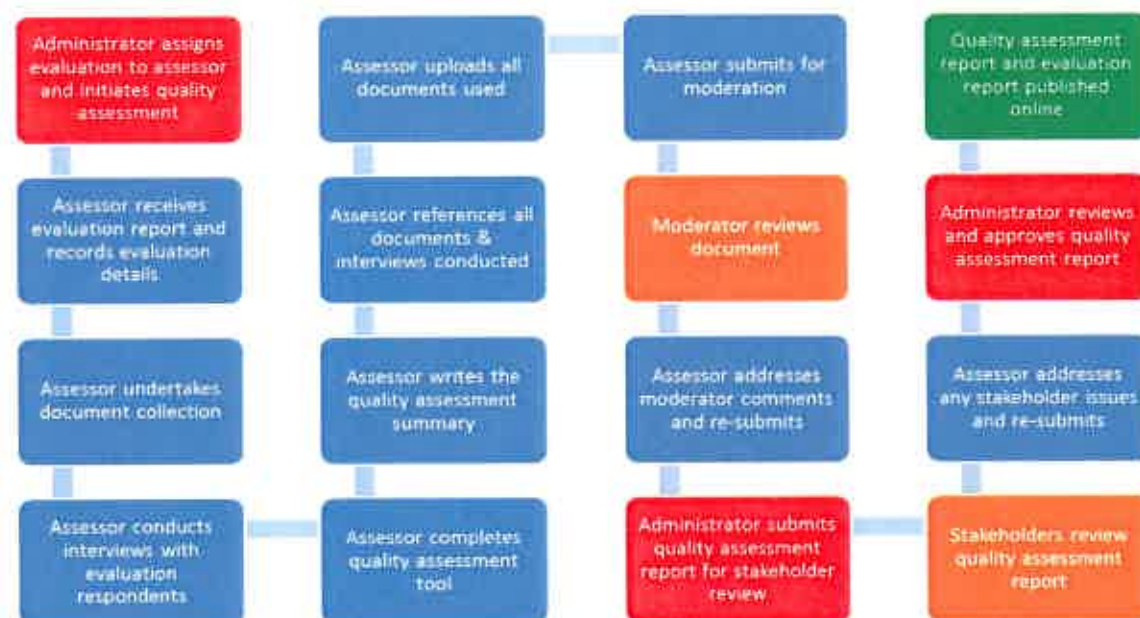 Administrator assigns
evaluation to assessor
and initiates quality
assessment
Assessor receives
evaluation report and
records evaluation
details
Assessor undertakes
document collection
Assessor conducts
interviews with
evaluation
respondents
Assessor completes
quality assessment
tool
Assessor writes the
quality assessment
summary
Assessor references all
documents &
interviews conducted
Assessor uploads all
documents used
Assessor submits for
moderation
Moderator reviews
document
Assessor addresses
moderator comments
and re-submits
Administrator submits
quality assessment
report for stakeholder
review
Stakeholders review
quality assessment
report
Assessor addresses
any stakeholder issues
and re-submits
Administrator reviews
and approves quality
assessment report
Quality assessment
report and evaluation
report published
online